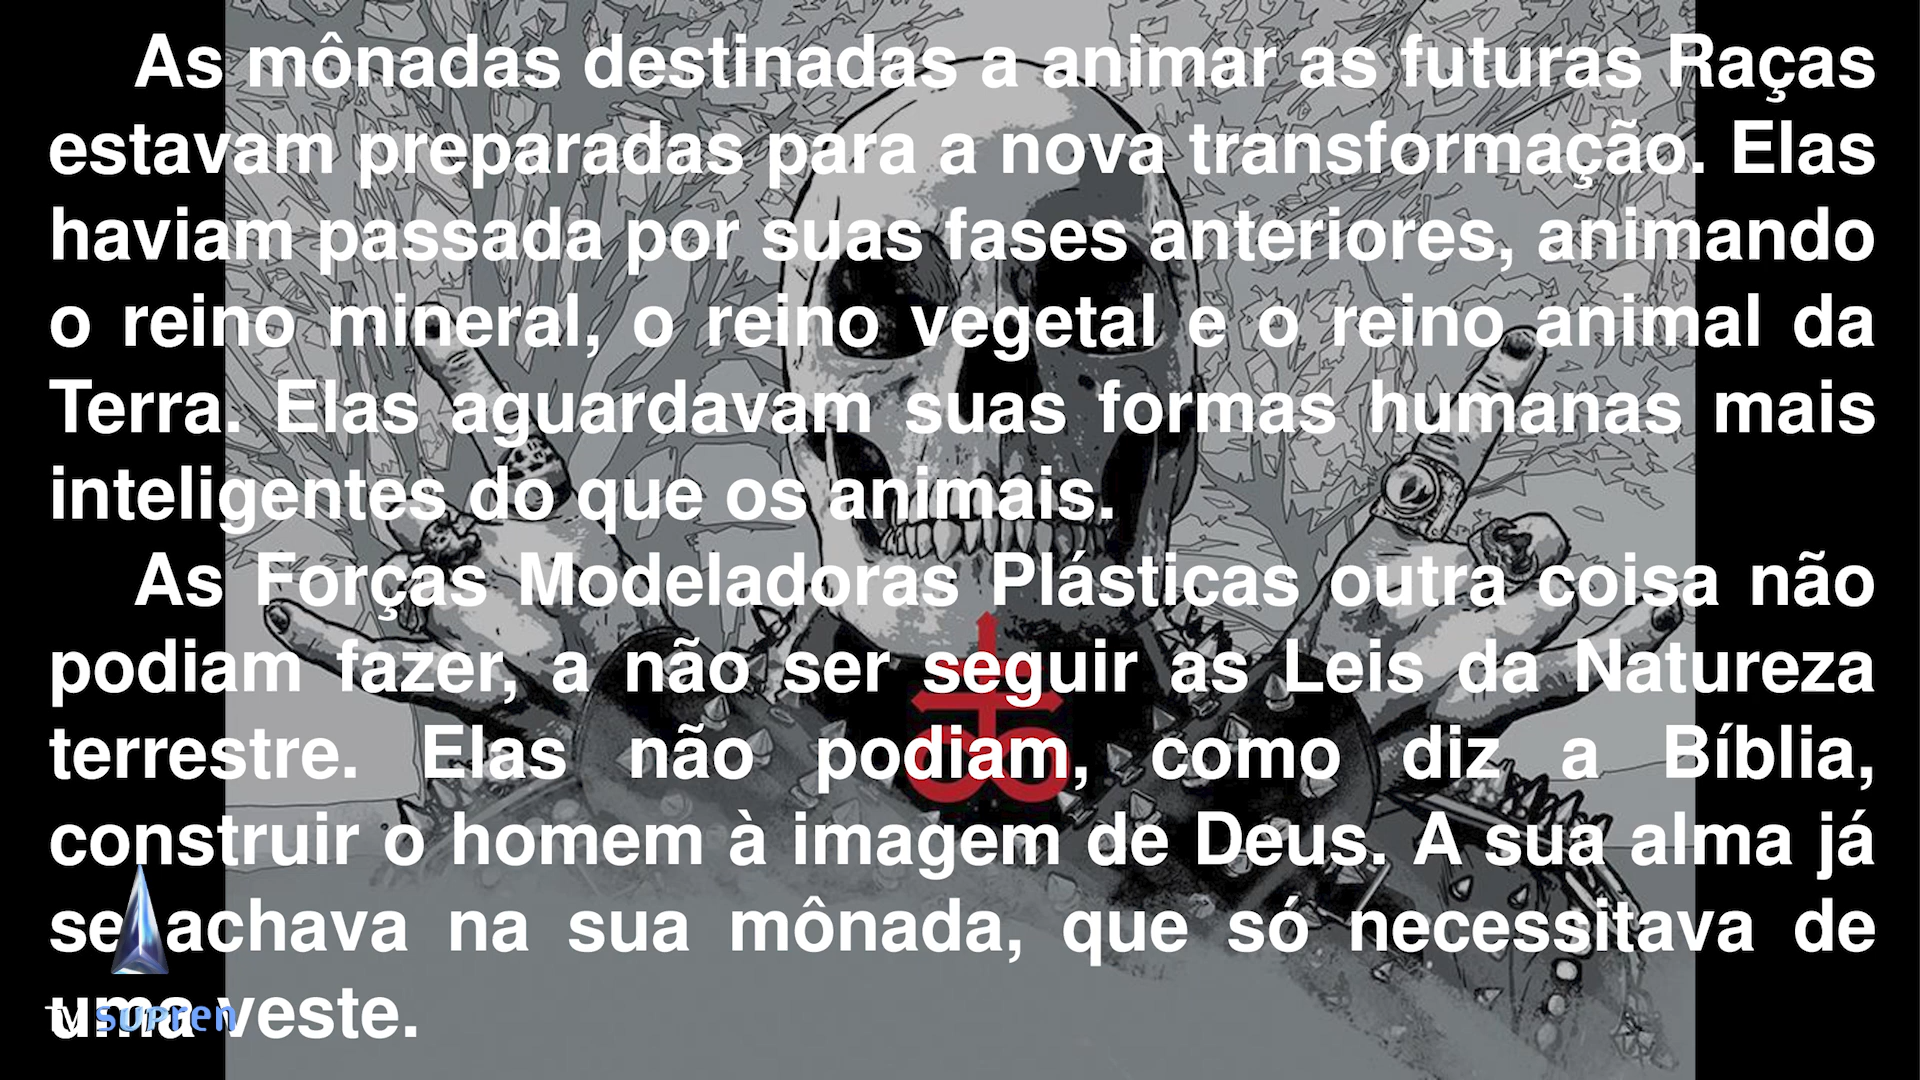 As mônadas destinadas a animar as futuras Raças
estavam preparadas para a nova transformação. Elas
haviam passada por suas fases anteriores, animando
o reino mineral, o reino vegetal e o reino animal da
Terra. Elas aguardavam suas formas humanas mais
inteligentes do que os animais.
As Forças Modeladoras Plásticas outra coisa não
podiam fazer, a não ser seguir as Leis da Natureza
terrestre. Elas não podiam, como diz a Bíblia,
construir o homem à imagem de Deus. A sua alma já
se achava na sua mônada, que só necessitava de
uma veste.
TV supren